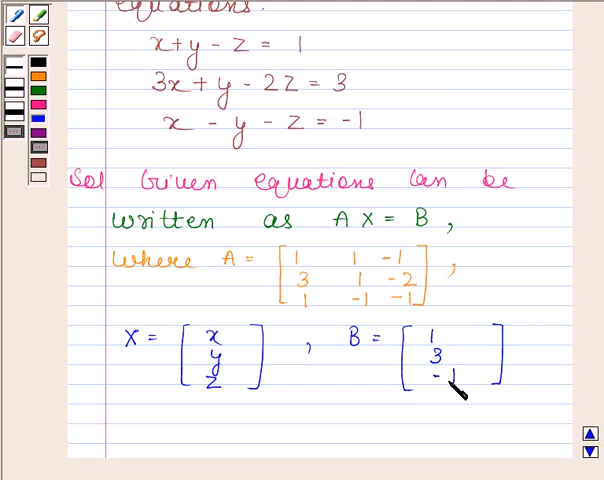 equations.
x + y - z = 1
3x + y - 2z = 3
x - y - z = -1
Sol Given equations can be
written as A X = B ,
Where A = [ 1 1 -1
3 1 -2
1 -1 -1 ] ,
X = [ x
y
z ] , B = [ 1
3
-1 ]